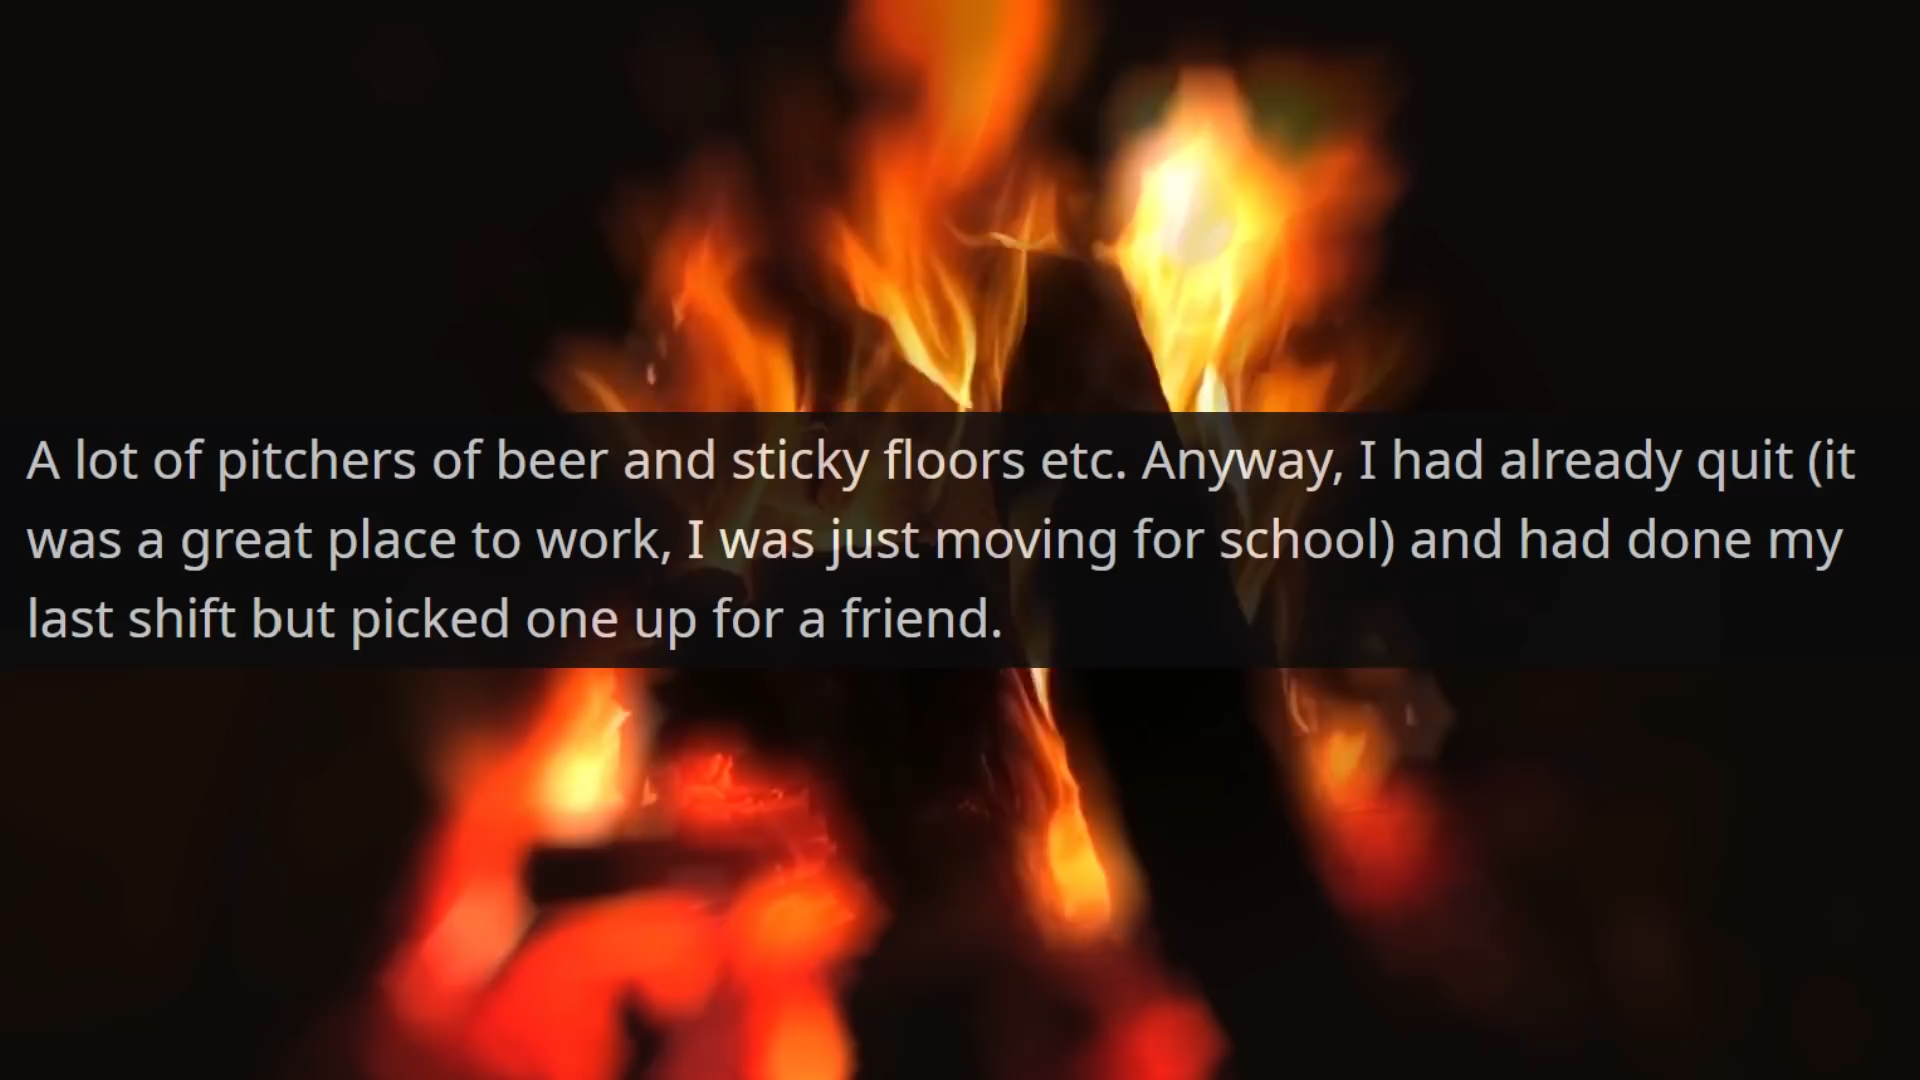 A lot of pitchers of beer and sticky floors etc. Anyway, I had already quit (it
was a great place to work, I was just moving for school) and had done my
last shift but picked one up for a friend.